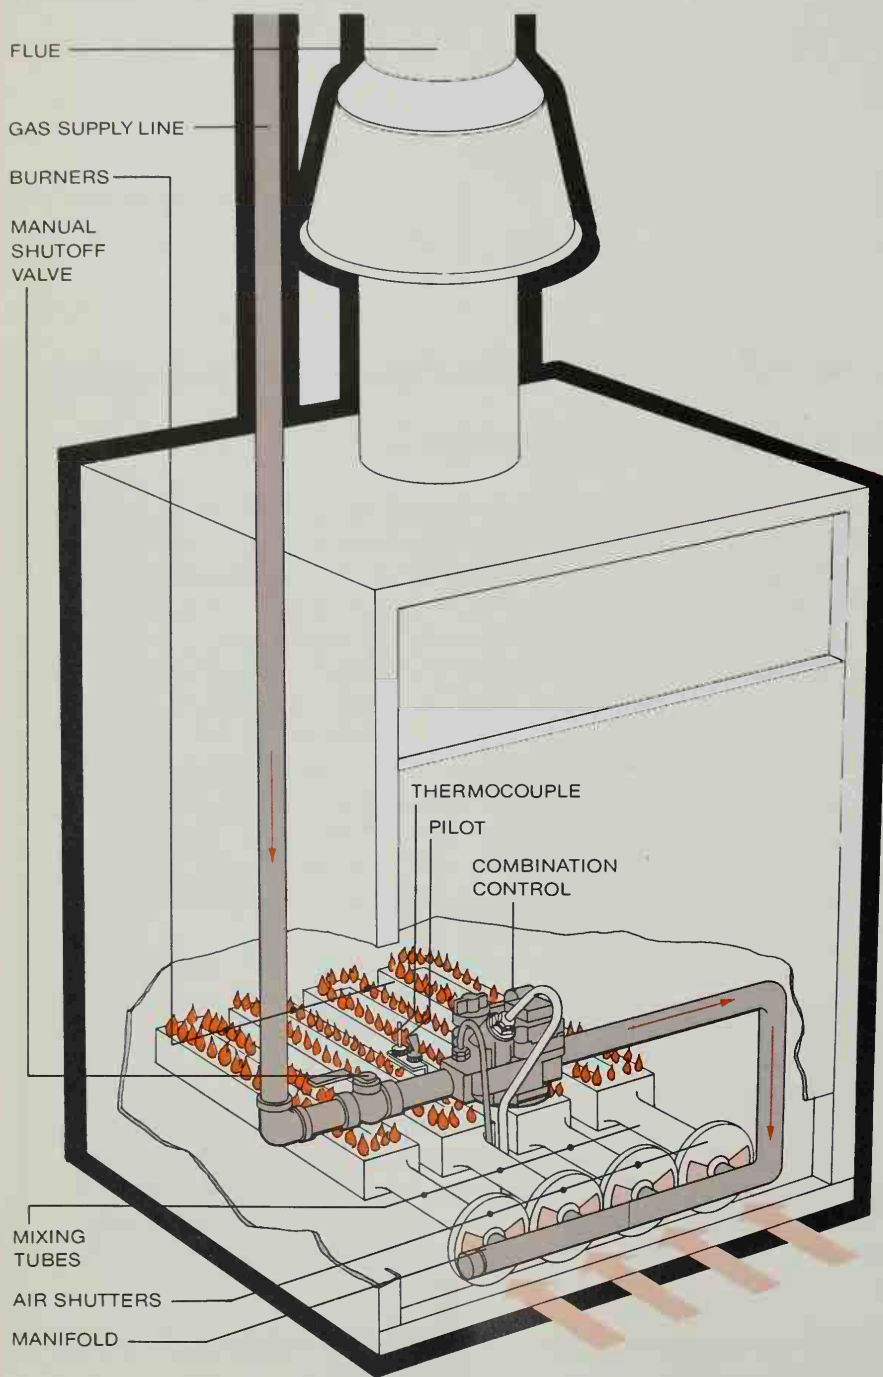 FLUE
GAS SUPPLY LINE
BURNERS
MANUAL
SHUTOFF
VALVE
THERMOCOUPLE
PILOT
COMBINATION
CONTROL
MIXING
TUBES
AIR SHUTTERS
MANIFOLD